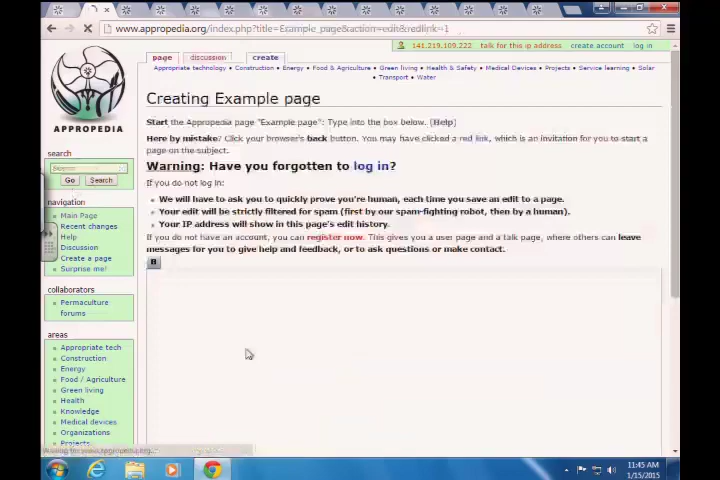 www.appropedia.org/index.php?title=Example_page&action=edit&redlink=1
141.219.109.222 talk for this ip address create account log in
page discussion create
Appropriate technology • Construction • Energy • Food & Agriculture • Green living • Health & Safety • Medical Devices • Projects • Service learning • Solar
• Transport • Water
APPROPEDIA
Creating Example page
Start the Appropedia page "Example page": Type into the box below. (Help)
Here by mistake? Click your browser's back button. You may have clicked a red link, which is an invitation for you to start a
page on the subject.
Warning: Have you forgotten to log in?
If you do not log in:
We will have to ask you to quickly prove you're human, each time you save an edit to a page.
Your edit will be strictly filtered for spam (first by our spam-fighting robot, then by a human).
Your IP address will show in this page's edit history.
If you do not have an account, you can register now. This gives you a user page and a talk page, where others can leave
messages for you to give help and feedback, or to ask questions or make contact.
B
search
Search
Go Search
navigation
Main Page
Recent changes
Help
Discussion
Create a page
Surprise me!
collaborators
Permaculture
forums
areas
Appropriate tech
Construction
Energy
Food / Agriculture
Green living
Health
Knowledge
Medical devices
Organizations
Projects
Waiting for www.appropedia.org...
11:45 AM
1/15/2015